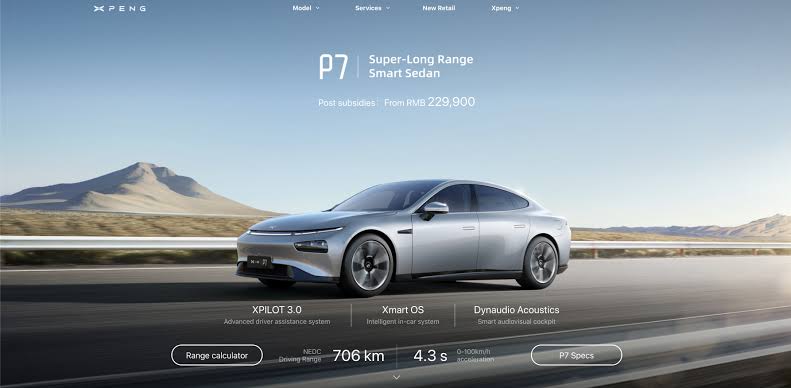 XPENG
Model
Services
New Retail
Xpeng
P7
Super-Long Range
Smart Sedan
Post subsidies | From RMB 229,900
P7
XPILOT 3.0
Advanced driver assistance system
Xmart OS
Intelligent in-car system
Dynaudio Acoustics
Smart audiovisual cockpit
Range calculator
NEDC
Driving Range
706 km
4.3 s
0-100km/h
acceleration
P7 Specs